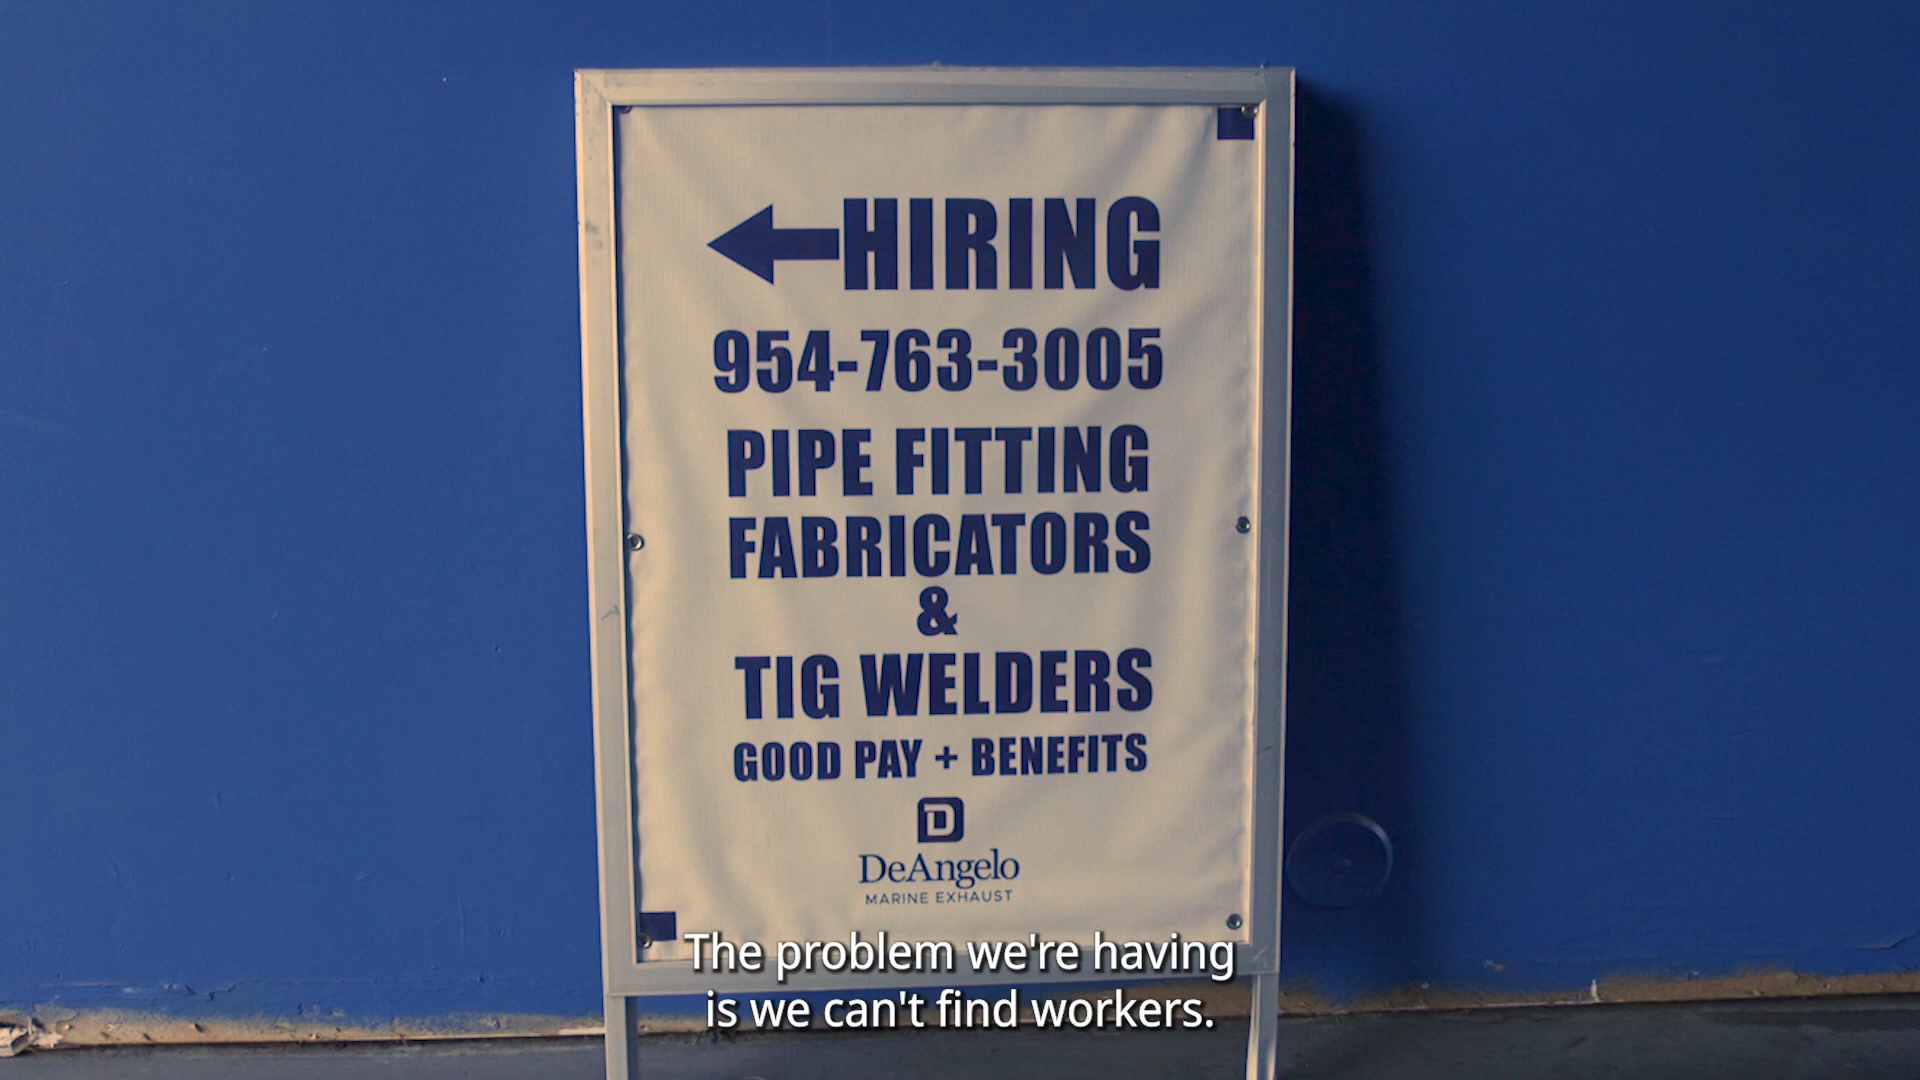 HIRING
954-763-3005
PIPE FITTING
FABRICATORS
&
TIG WELDERS
GOOD PAY + BENEFITS
D
DeAngelo
MARINE EXHAUST
The problem we're having
is we can't find workers.